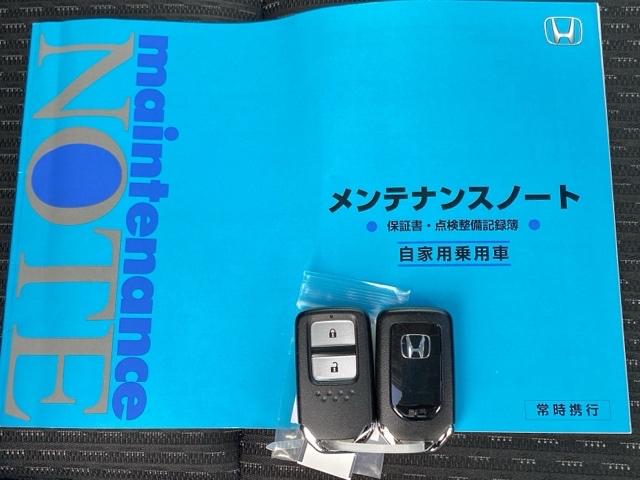 maintenance
NOTE
メンテナンスノート
保証書・点検整備記録簿
自家用乗用車
常時携行